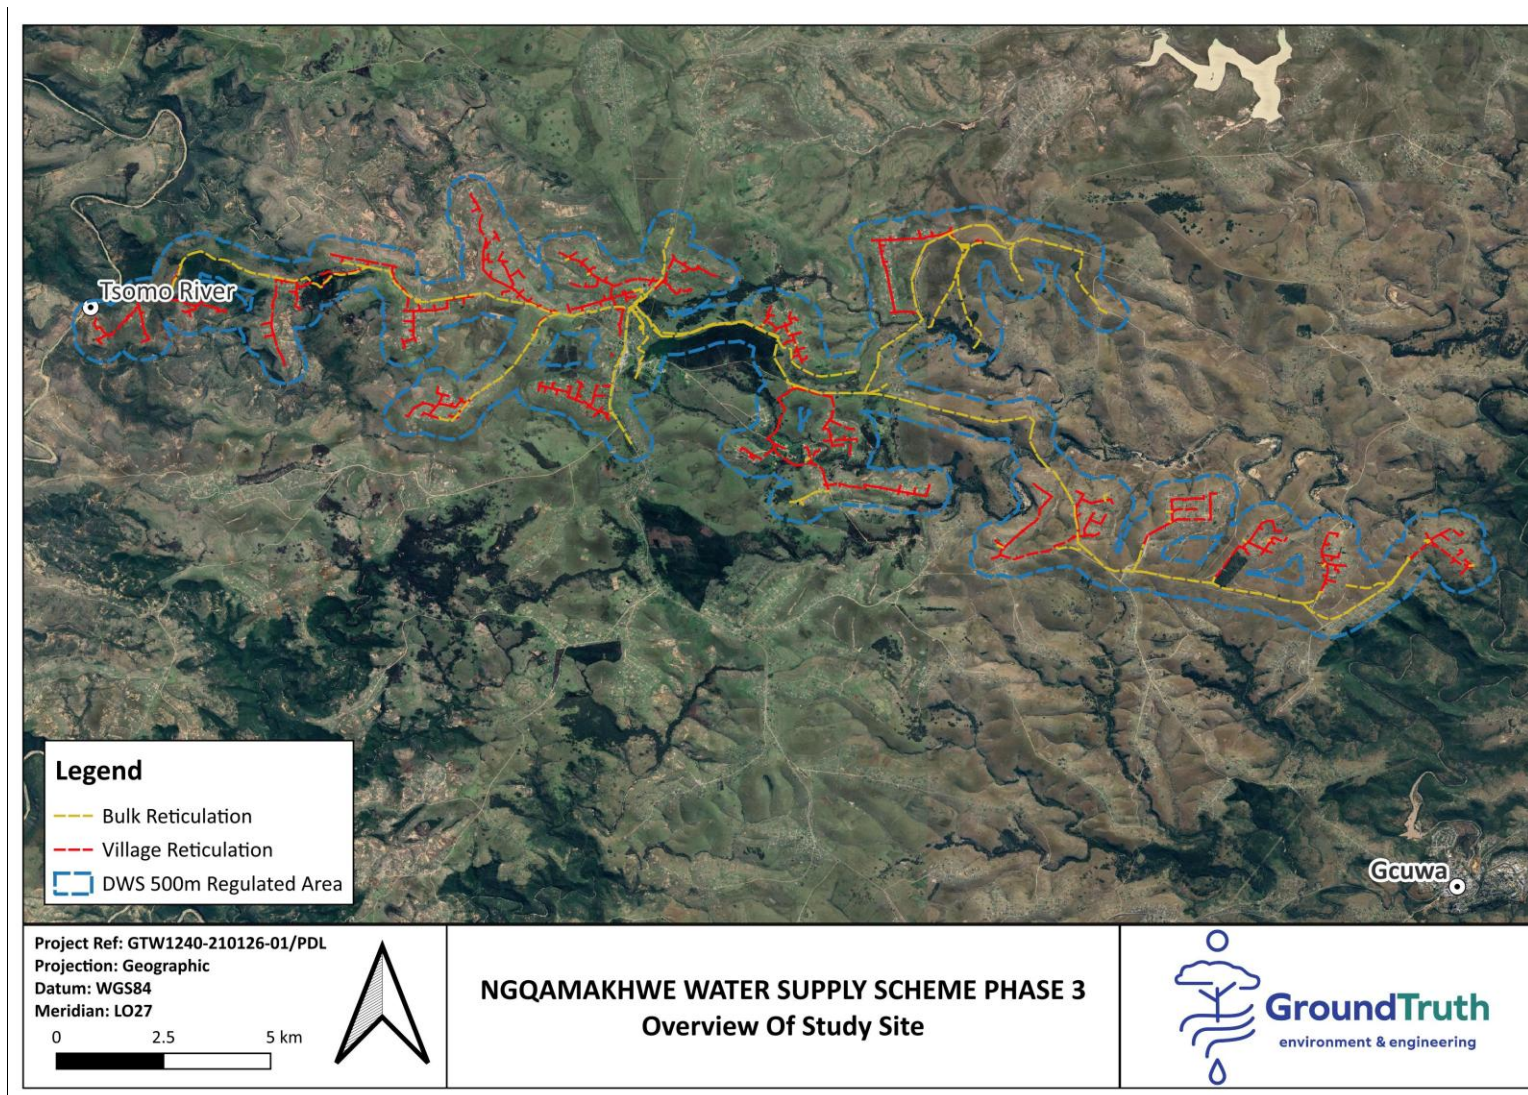 Tsomo River
Gcuwa
Legend
Bulk Reticulation
Village Reticulation
DWS 500m Regulated Area
Project Ref: GTW1240-210126-01/PDL
Projection: Geographic
Datum: WGS84
Meridian: LO27
0 2.5 5 km
NGQAMAKHWE WATER SUPPLY SCHEME PHASE 3
Overview Of Study Site
GroundTruth
environment & engineering